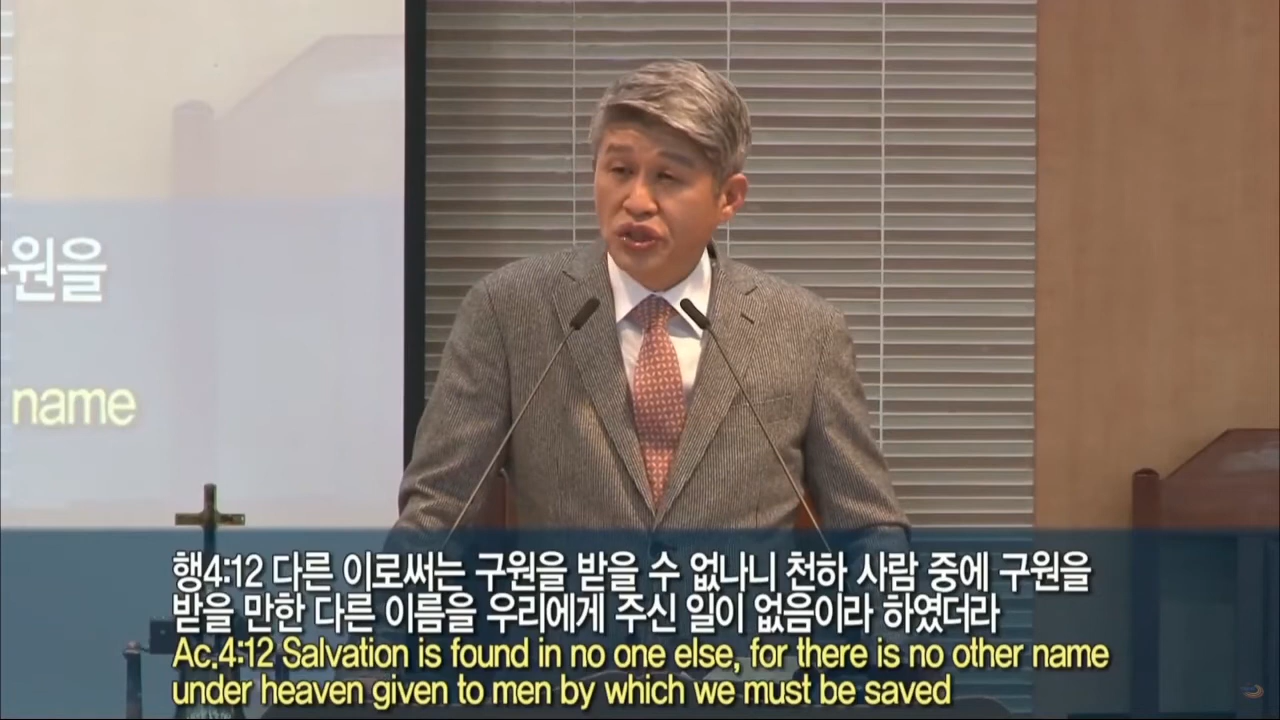 구원을
name
행4:12 다른 이로써는 구원을 받을 수 없나니 천하 사람 중에 구원을
받을 만한 다른 이름을 우리에게 주신 일이 없음이라 하였더라
Ac.4:12 Salvation is found in no one else, for there is no other name
under heaven given to men by which we must be saved